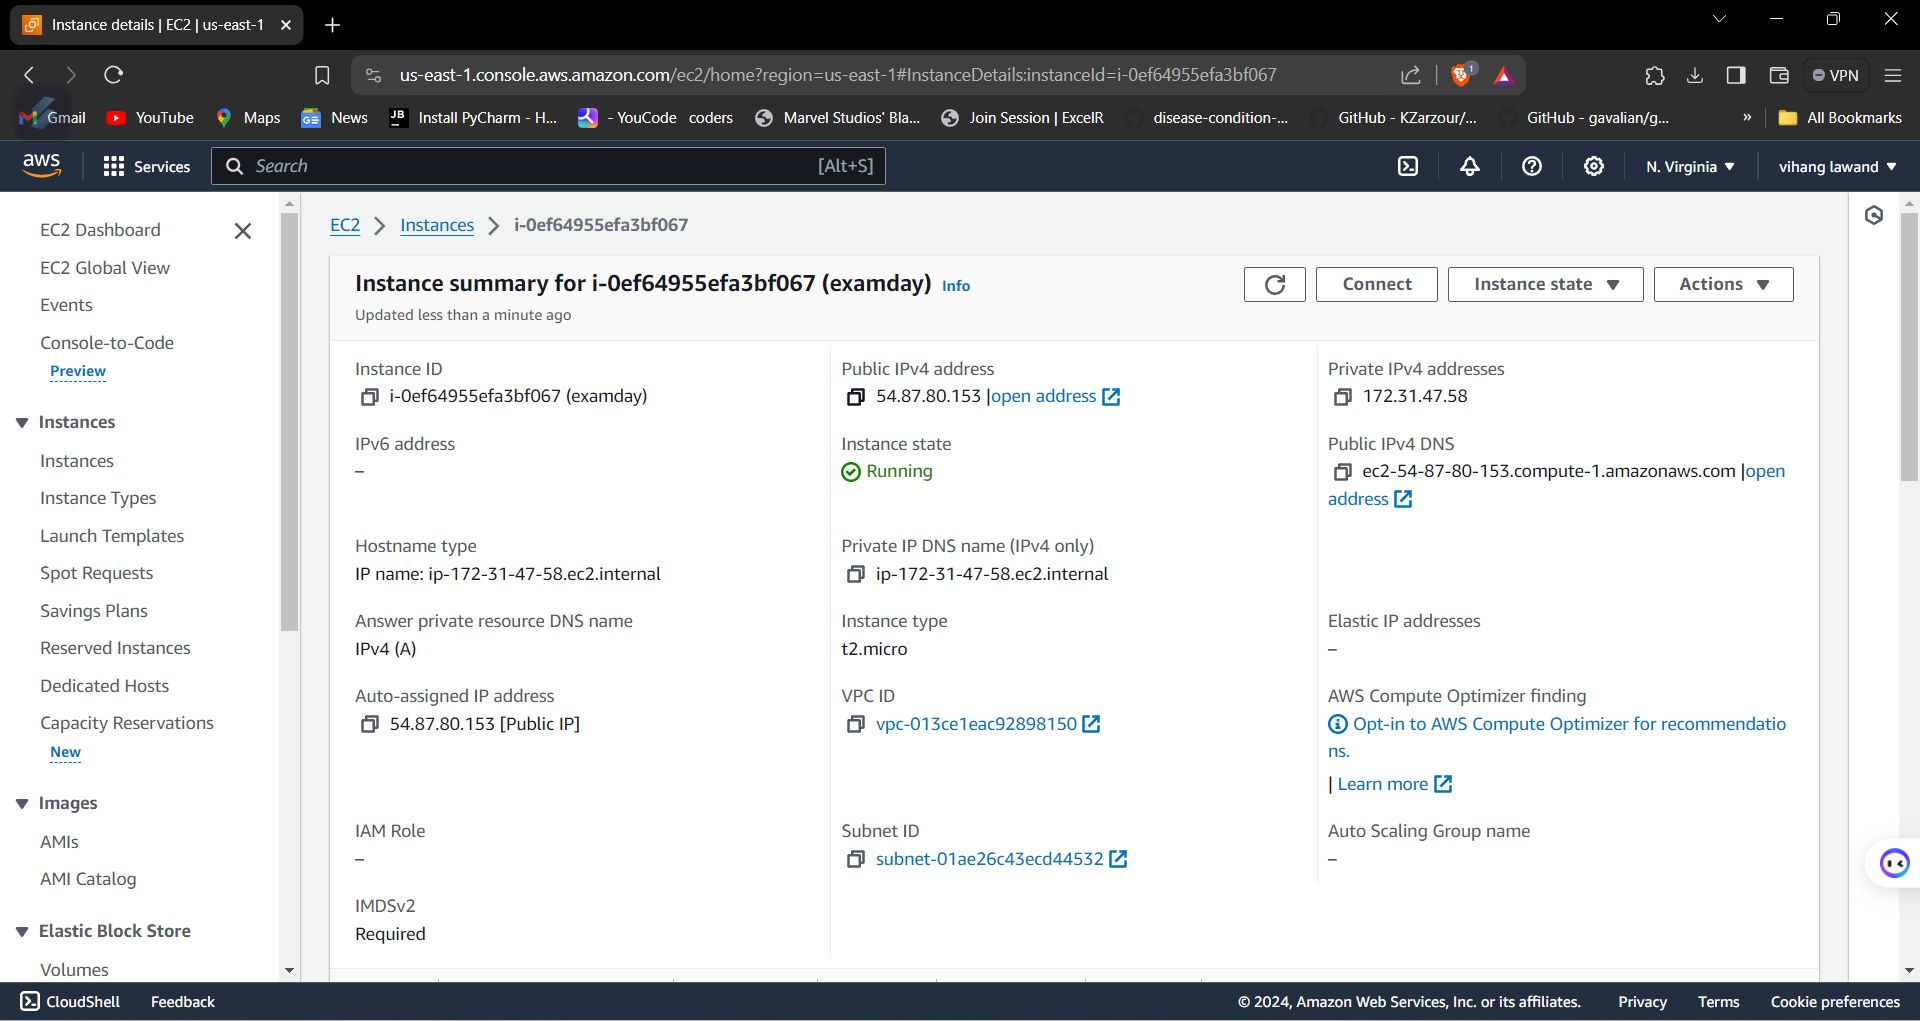 Instance details | EC2 | us-east-1
us-east-1.console.aws.amazon.com/ec2/home?region=us-east-1#InstanceDetails:instanceId=i-0ef64955efa3bf067
1
VPN
Gmail YouTube Maps News Install PyCharm - H... - YouCode coders Marvel Studios' Bla... Join Session | ExcelR disease-condition-... GitHub - KZarzour/... GitHub - gavalian/g... » All Bookmarks
aws Services Search [Alt+S] N. Virginia vihang lawand
EC2 Dashboard
EC2 Global View
Events
Console-to-Code
Preview
Instances
Instances
Instance Types
Launch Templates
Spot Requests
Savings Plans
Reserved Instances
Dedicated Hosts
Capacity Reservations
New
Images
AMIs
AMI Catalog
Elastic Block Store
Volumes
EC2 > Instances > i-0ef64955efa3bf067
Instance summary for i-0ef64955efa3bf067 (examday) Info
Updated less than a minute ago
Connect Instance state Actions
Instance ID
i-0ef64955efa3bf067 (examday)
Public IPv4 address
54.87.80.153 |open address
Private IPv4 addresses
172.31.47.58
IPv6 address
–
Instance state
Running
Public IPv4 DNS
ec2-54-87-80-153.compute-1.amazonaws.com |open
address
Hostname type
IP name: ip-172-31-47-58.ec2.internal
Private IP DNS name (IPv4 only)
ip-172-31-47-58.ec2.internal
Answer private resource DNS name
IPv4 (A)
Instance type
t2.micro
Elastic IP addresses
–
Auto-assigned IP address
54.87.80.153 [Public IP]
VPC ID
vpc-013ce1eac92898150
AWS Compute Optimizer finding
Opt-in to AWS Compute Optimizer for recommendatio
ns.
| Learn more
IAM Role
–
Subnet ID
subnet-01ae26c43ecd44532
Auto Scaling Group name
–
IMDSv2
Required
CloudShell Feedback © 2024, Amazon Web Services, Inc. or its affiliates. Privacy Terms Cookie preferences